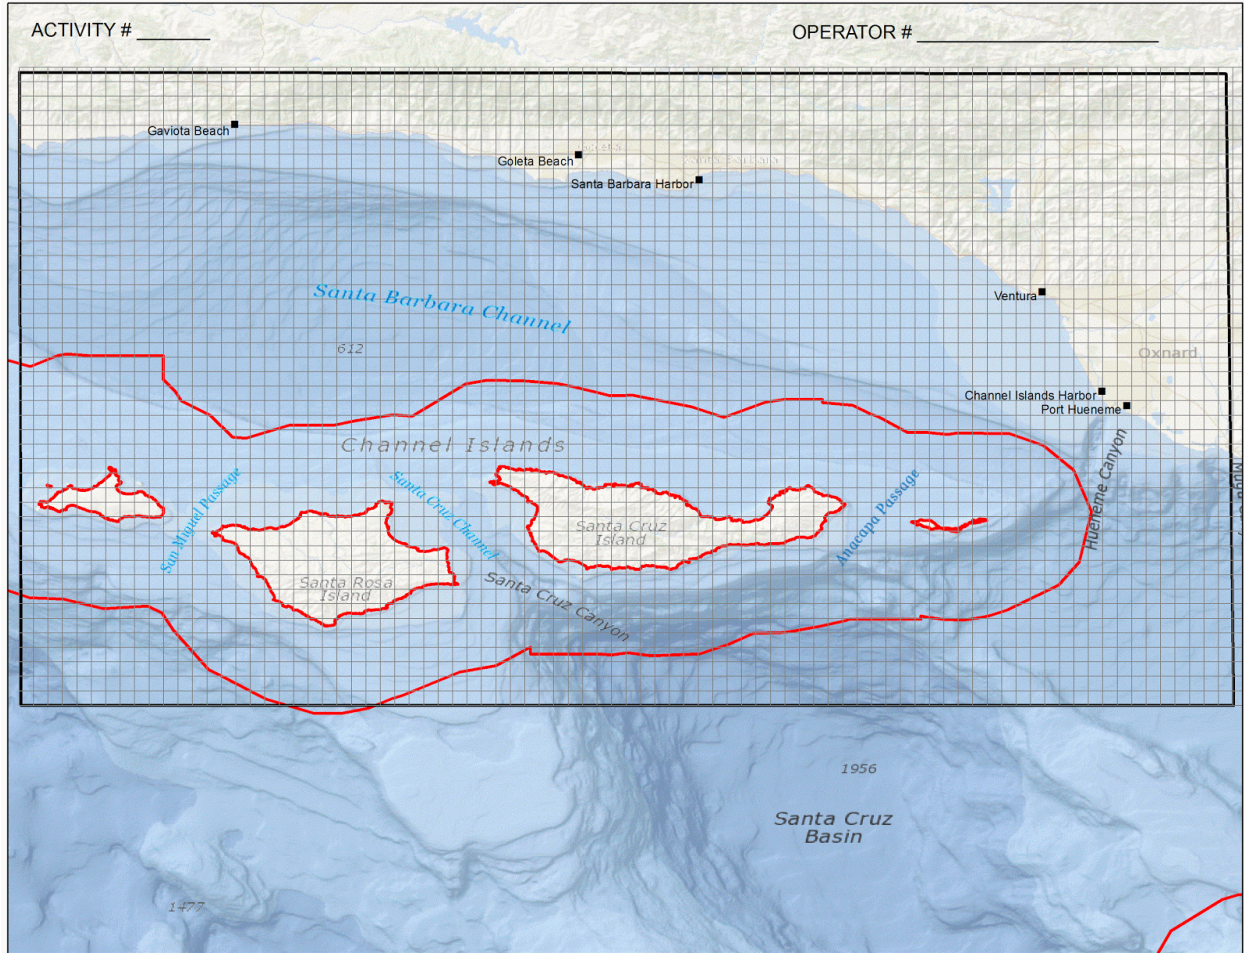 ACTIVITY # _______
OPERATOR # _______________________
Gaviota Beach
Goleta Beach
Santa Barbara
Santa Barbara Harbor
Santa Barbara Channel
Ventura
612
Oxnard
Channel Islands Harbor
Port Hueneme
Channel Islands
San Miguel Passage
Santa Cruz Channel
Santa Cruz
Island
Anacapa Passage
Hueneme Canyon
Santa Rosa
Island
Santa Cruz Canyon
1956
Santa Cruz
Basin
1477